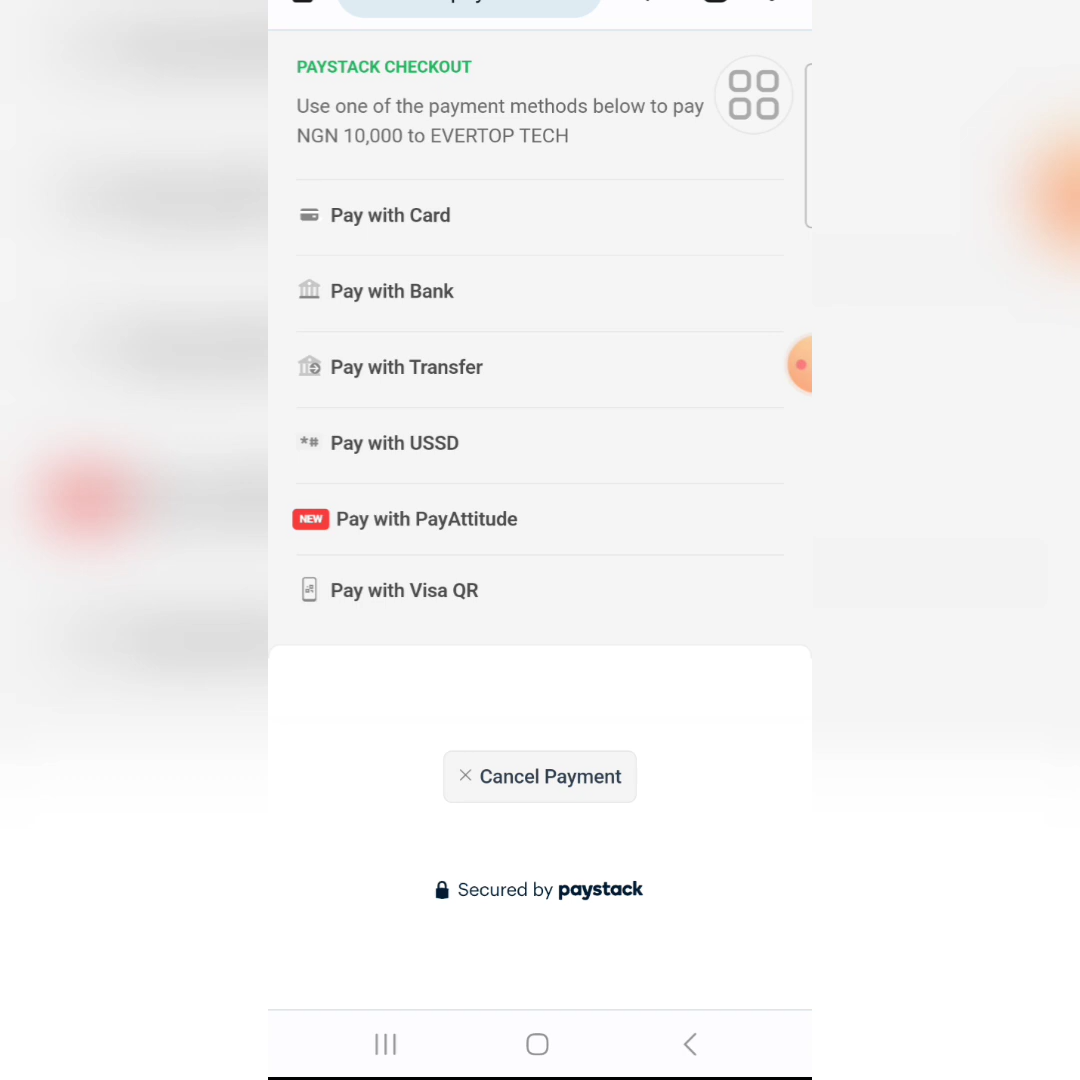 PAYSTACK CHECKOUT
Use one of the payment methods below to pay
NGN 10,000 to EVERTOP TECH
Pay with Card
Pay with Bank
Pay with Transfer
*# Pay with USSD
NEW Pay with PayAttitude
Pay with Visa QR
× Cancel Payment
Secured by paystack